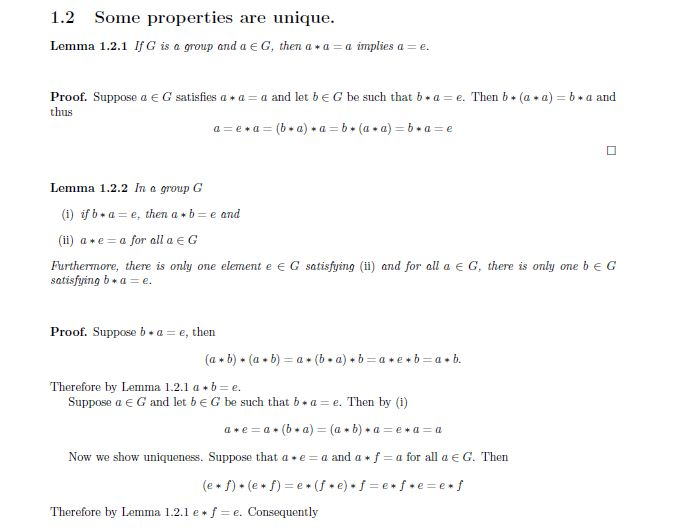 1.2 Some properties are unique.
Lemma 1.2.1 If G is a group and a ∈ G, then a ∗ a = a implies a = e.
Proof. Suppose a ∈ G satisfies a ∗ a = a and let b ∈ G be such that b ∗ a = e. Then b ∗ (a ∗ a) = b ∗ a and
thus
a = e ∗ a = (b ∗ a) ∗ a = b ∗ (a ∗ a) = b ∗ a = e
□
Lemma 1.2.2 In a group G
(i) if b ∗ a = e, then a ∗ b = e and
(ii) a ∗ e = a for all a ∈ G
Furthermore, there is only one element e ∈ G satisfying (ii) and for all a ∈ G, there is only one b ∈ G
satisfying b ∗ a = e.
Proof. Suppose b ∗ a = e, then
(a ∗ b) ∗ (a ∗ b) = a ∗ (b ∗ a) ∗ b = a ∗ e ∗ b = a ∗ b.
Therefore by Lemma 1.2.1 a ∗ b = e.
Suppose a ∈ G and let b ∈ G be such that b ∗ a = e. Then by (i)
a ∗ e = a ∗ (b ∗ a) = (a ∗ b) ∗ a = e ∗ a = a
Now we show uniqueness. Suppose that a ∗ e = a and a ∗ f = a for all a ∈ G. Then
(e ∗ f) ∗ (e ∗ f) = e ∗ (f ∗ e) ∗ f = e ∗ f ∗ e = e ∗ f
Therefore by Lemma 1.2.1 e ∗ f = e. Consequently